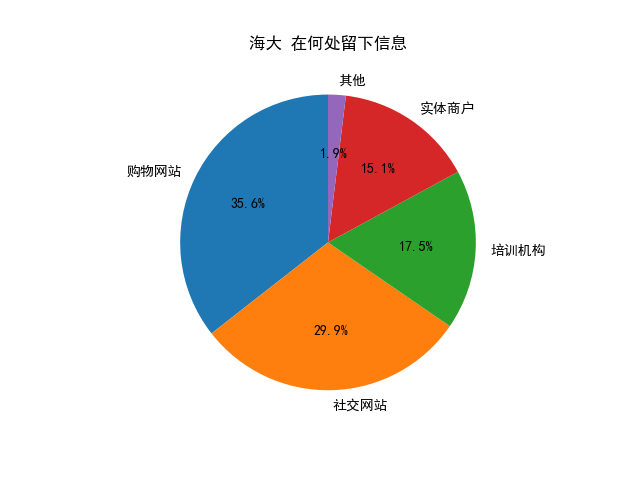 海大 在何处留下信息
其他
实体商户
1.9%
15.1%
购物网站
35.6%
17.5%
培训机构
29.9%
社交网站